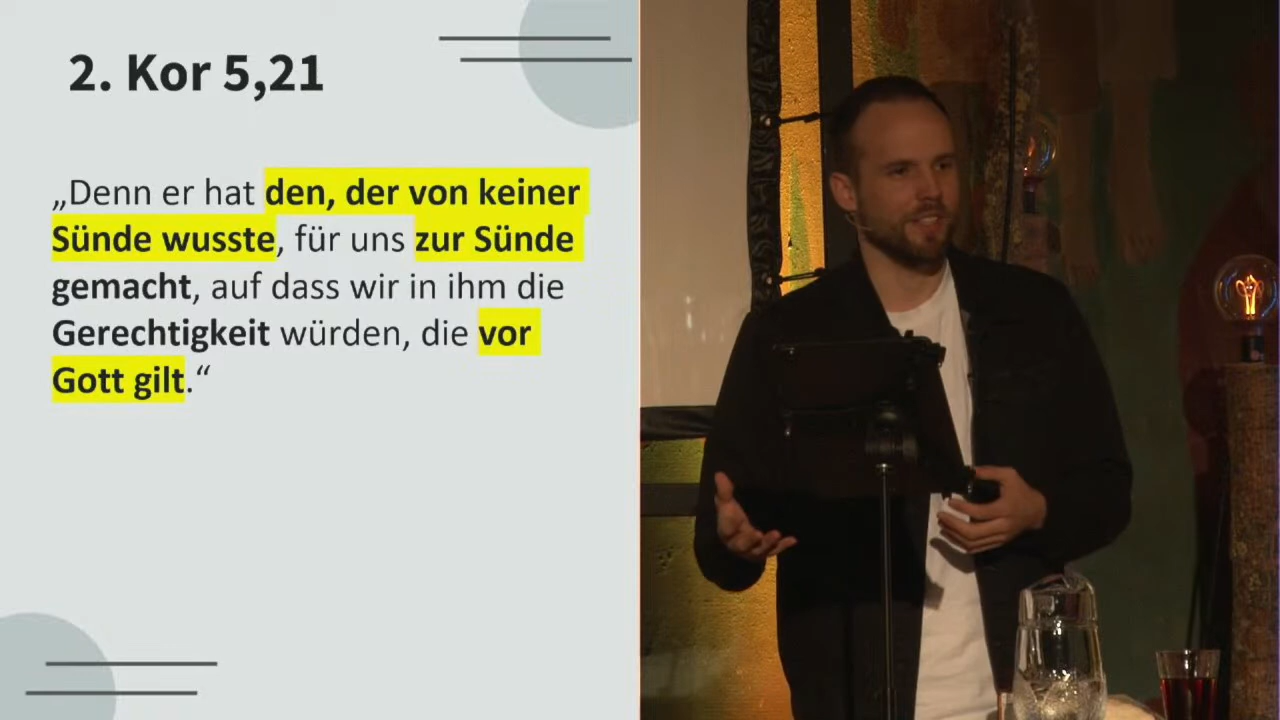 2. Kor 5,21
„Denn er hat den, der von keiner
Sünde wusste, für uns zur Sünde
gemacht, auf dass wir in ihm die
Gerechtigkeit würden, die vor
Gott gilt.“